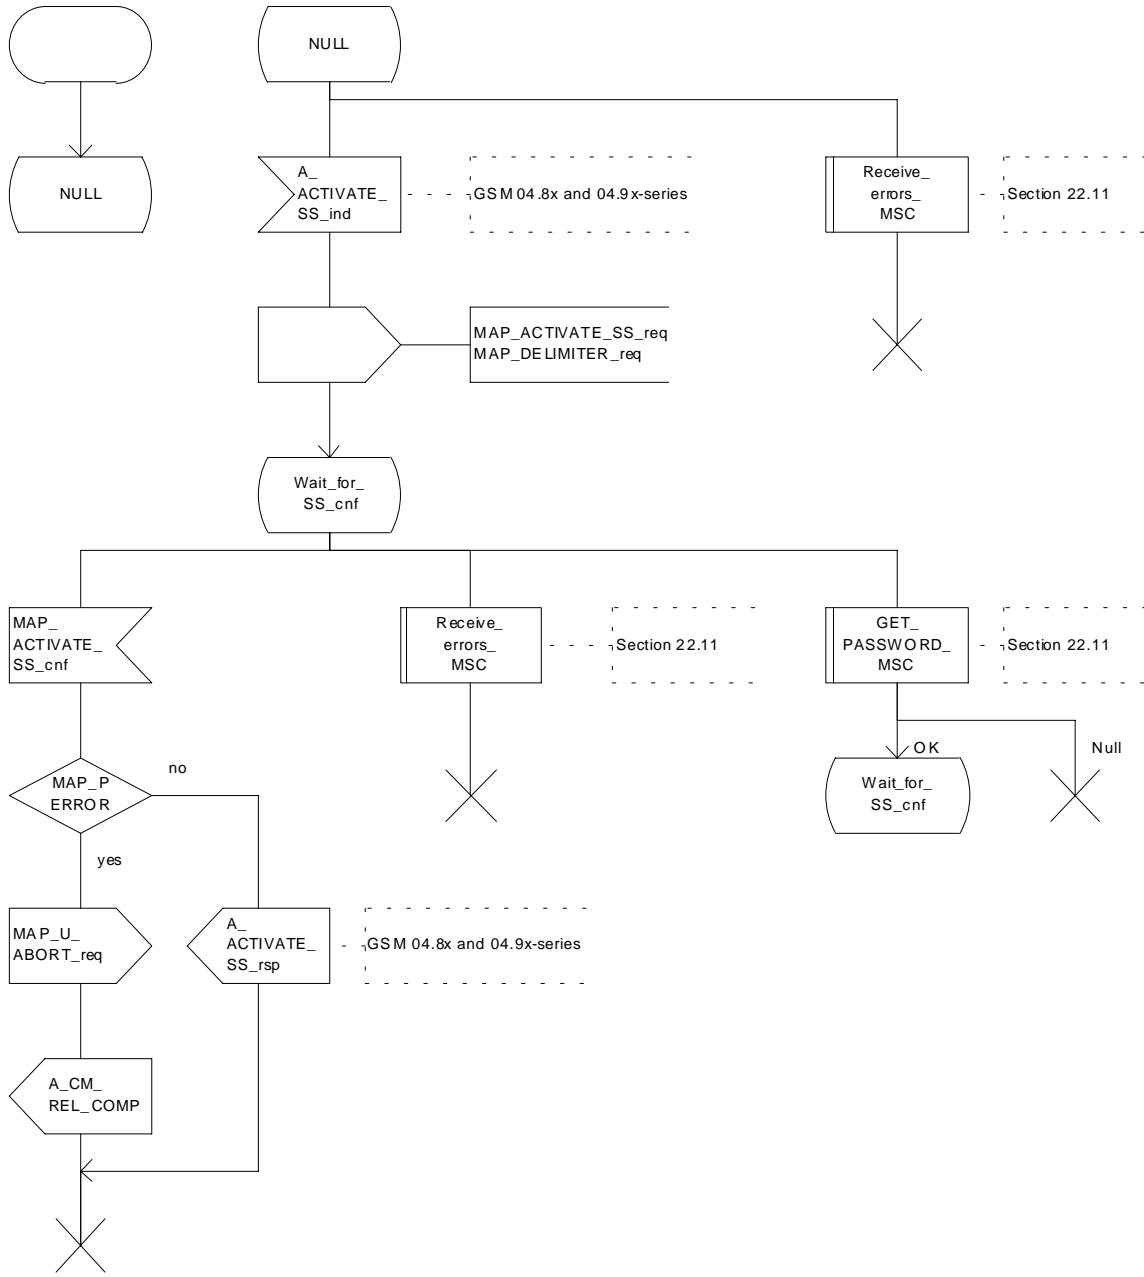 NULL
NULL
A_
ACTIVATE_
SS_ind
GSM 04.8x and 04.9x-series
Receive_
errors_
MSC
Section 22.11
MAP_ACTIVATE_SS_req
MAP_DELIMITER_req
Wait_for_
SS_cnf
MAP_
ACTIVATE_
SS_cnf
Receive_
errors_
MSC
Section 22.11
GET_
PASSWORD_
MSC
Section 22.11
OK
Null
MAP_P
ERROR
no
Wait_for_
SS_cnf
yes
MAP_U_
ABORT_req
A_
ACTIVATE_
SS_rsp
GSM 04.8x and 04.9x-series
A_CM_
REL_COMP